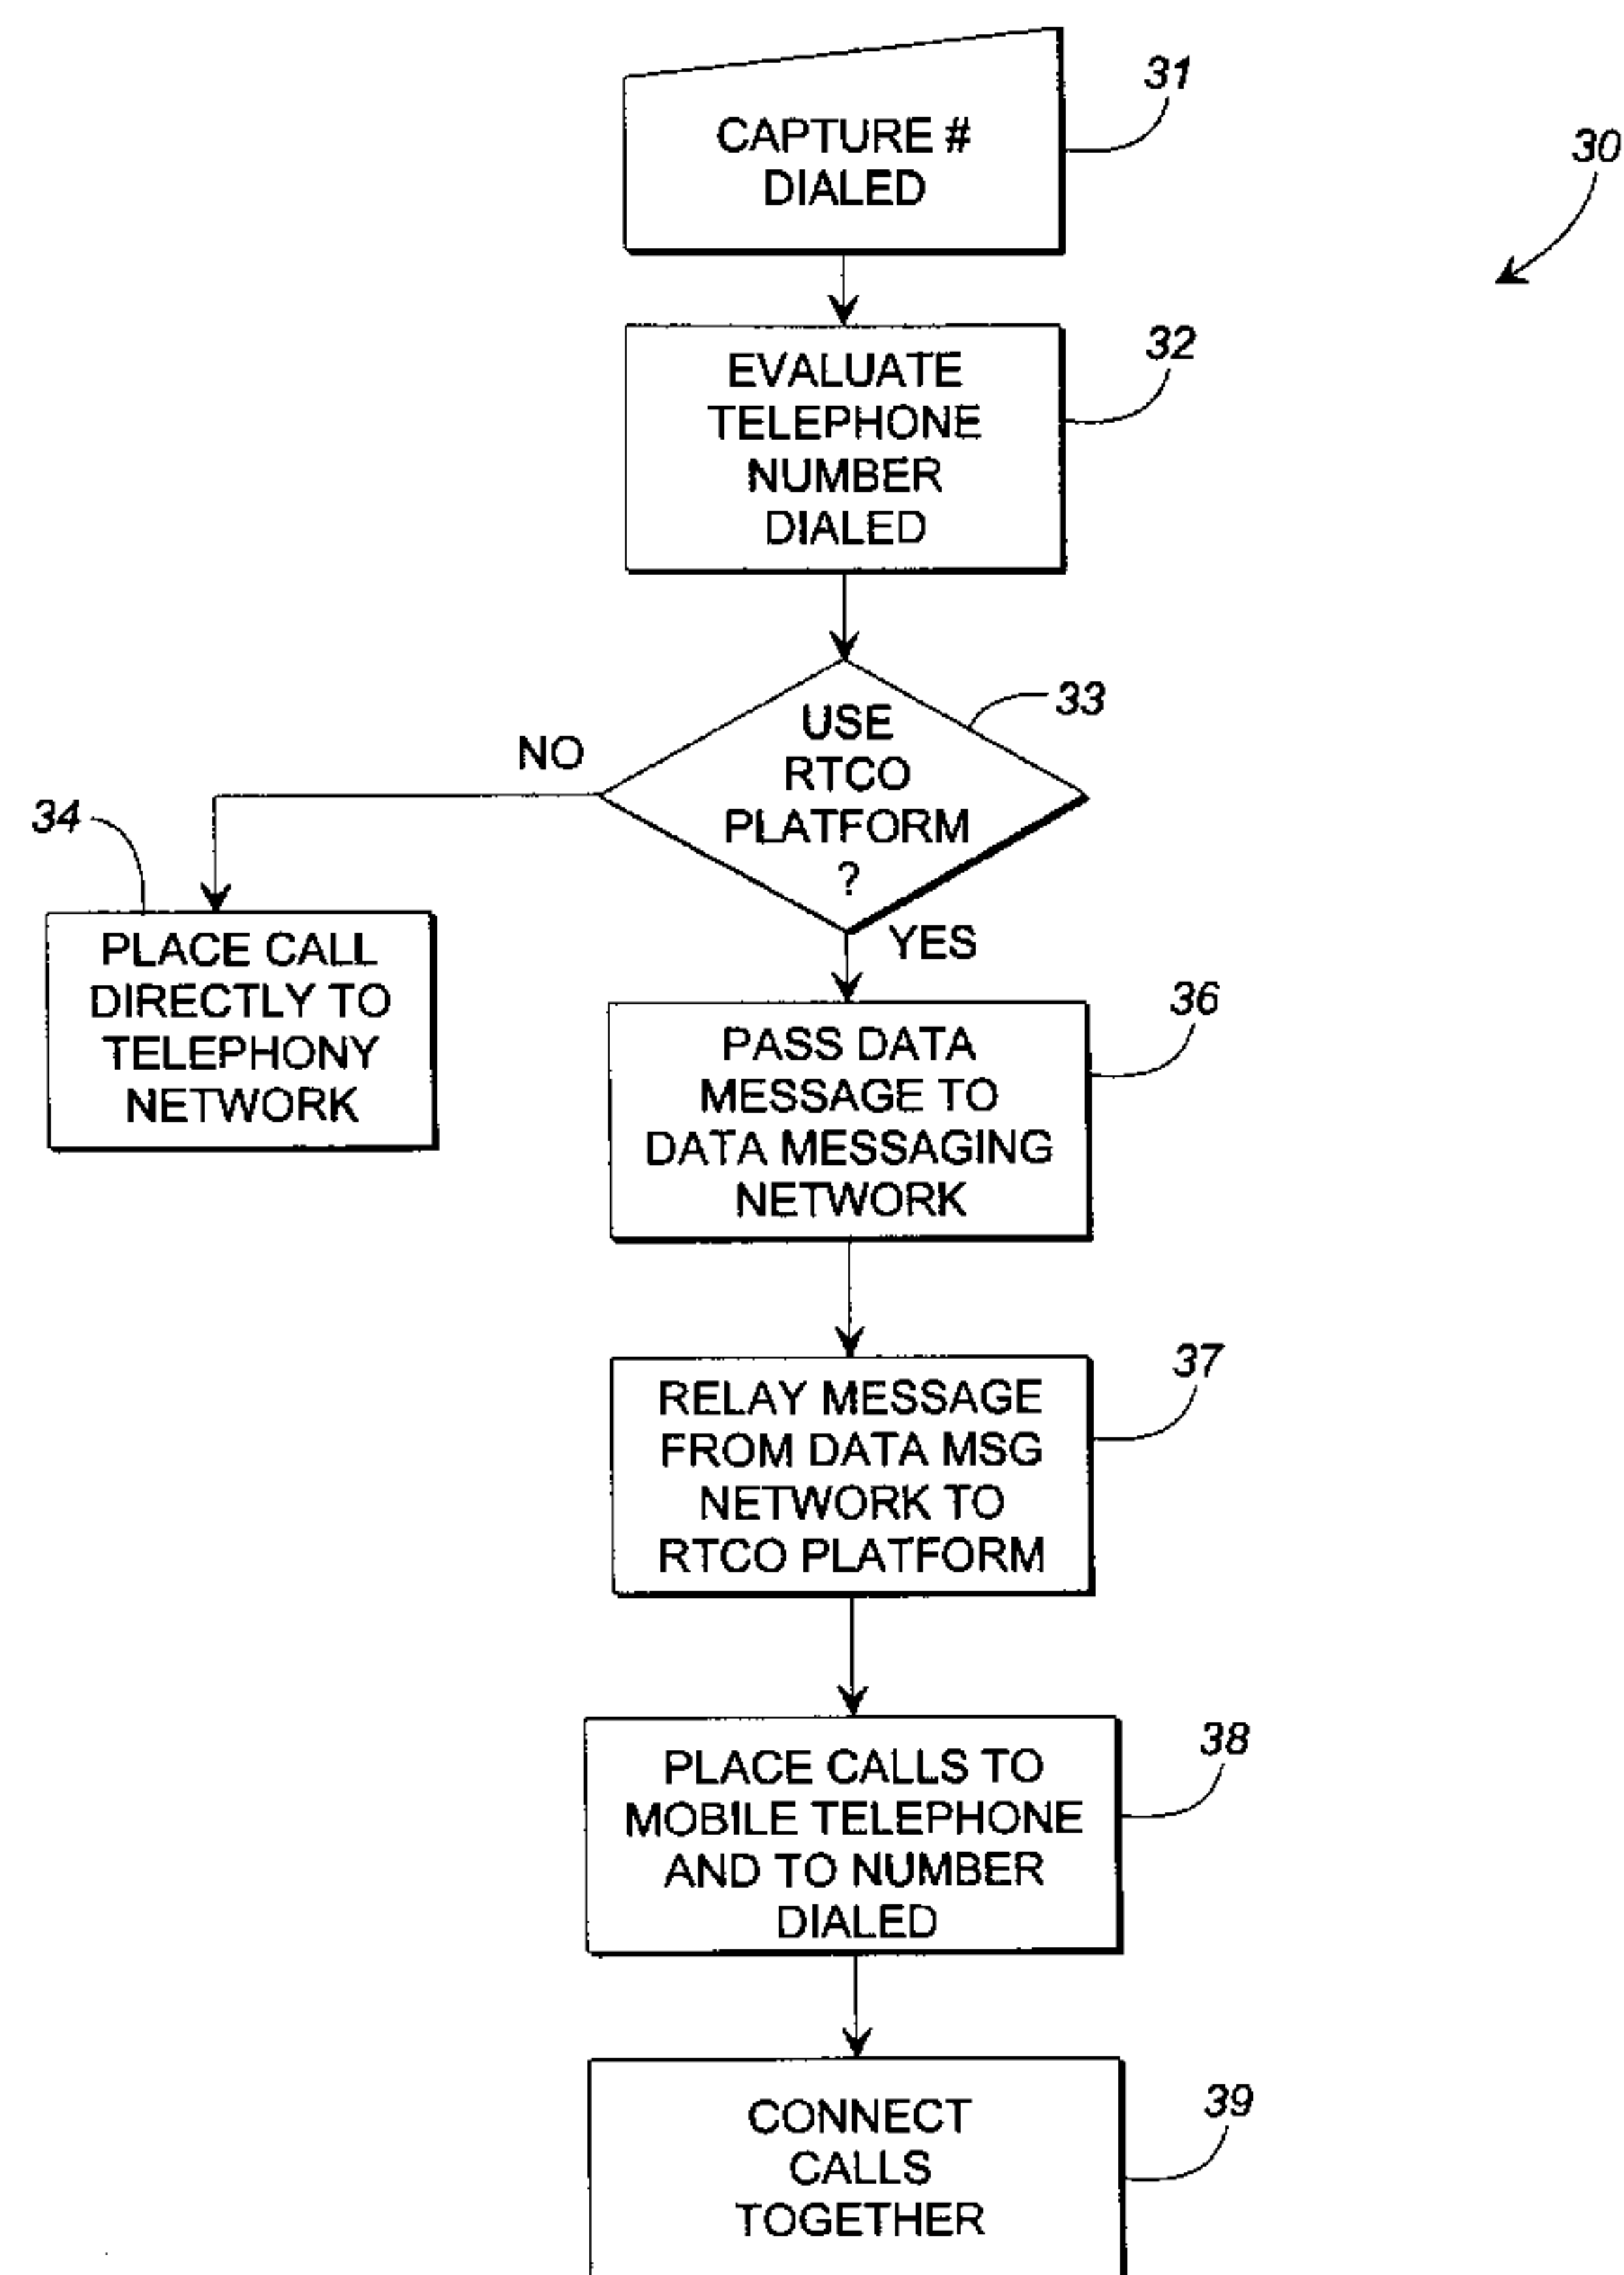 31
CAPTURE #
DIALED
30
32
EVALUATE
TELEPHONE
NUMBER
DIALED
33
USE
RTCO
PLATFORM
?
NO
YES
34
PLACE CALL
DIRECTLY TO
TELEPHONY
NETWORK
36
PASS DATA
MESSAGE TO
DATA MESSAGING
NETWORK
37
RELAY MESSAGE
FROM DATA MSG
NETWORK TO
RTCO PLATFORM
38
PLACE CALLS TO
MOBILE TELEPHONE
AND TO NUMBER
DIALED
39
CONNECT
CALLS
TOGETHER